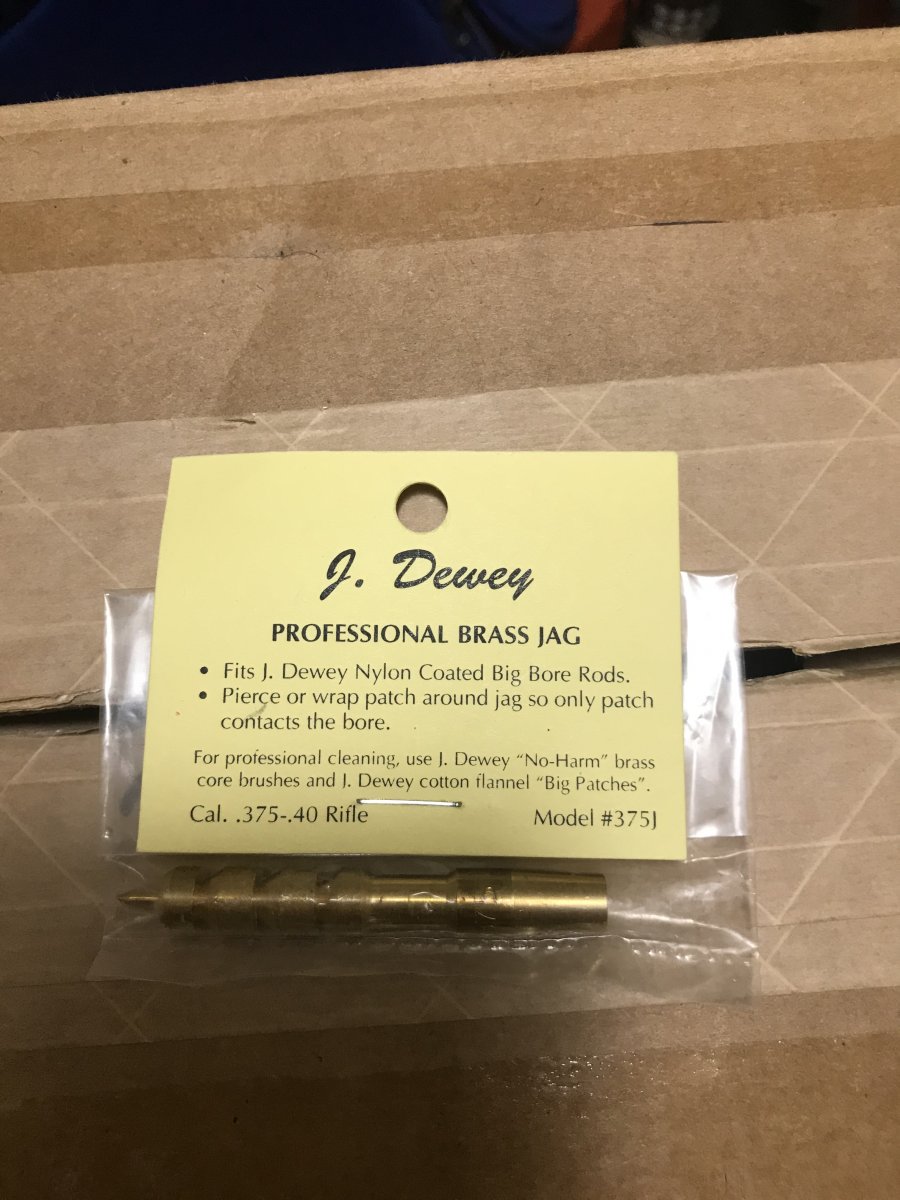 J. Dewey
PROFESSIONAL BRASS JAG
• Fits J. Dewey Nylon Coated Big Bore Rods.
• Pierce or wrap patch around jag so only patch
contacts the bore.
For professional cleaning, use J. Dewey "No-Harm" brass
core brushes and J. Dewey cotton flannel "Big Patches".
Cal. .375-.40 Rifle Model #375J